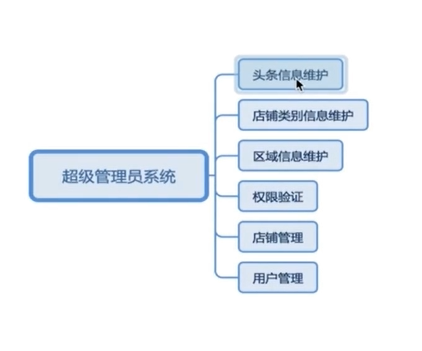 超级管理员系统
头条信息维护
店铺类别信息维护
区域信息维护
权限验证
店铺管理
用户管理